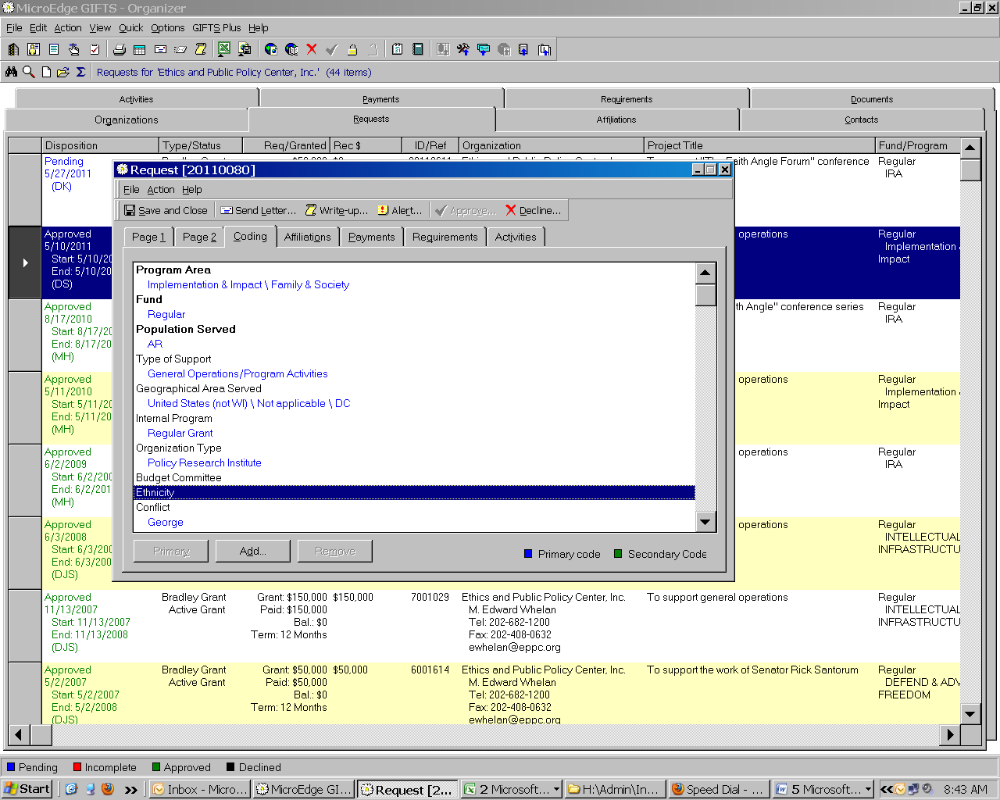 MicroEdge GIFTS - Organizer
File Edit Action View Quick Options GIFTS Plus Help
Requests for 'Ethics and Public Policy Center, Inc.' (44 items)
Activities Payments Requirements Documents
Organizations Requests Affiliations Contacts
Disposition Type/Status Req/Granted Rec $ ID/Ref Organization Project Title Fund/Program
Pending
5/27/2011
(DK)
Faith Angle Forum" conference
Regular
IRA
Request [20110080]
File Action Help
Save and Close Send Letter... Write-up... Alert... Approve... Decline...
Page 1 Page 2 Coding Affiliations Payments Requirements Activities
Program Area
Implementation & Impact \ Family & Society
Fund
Regular
Population Served
AR
Type of Support
General Operations/Program Activities
Geographical Area Served
United States (not WI) \ Not applicable \ DC
Internal Program
Regular Grant
Organization Type
Policy Research Institute
Budget Committee
Ethnicity
Conflict
George
Primary Add... Remove
Primary code Secondary Code
Approved
5/10/2011
Start: 5/10/20
End: 5/10/20
(DS)
operations
Regular
Implementation &
Impact
Approved
8/17/2010
Start: 8/17/20
End: 8/17/20
(MH)
th Angle" conference series
Regular
IRA
Approved
5/11/2010
Start: 5/11/20
End: 5/11/20
(MH)
operations
Regular
Implementation &
Impact
Approved
6/2/2009
Start: 6/2/200
End: 6/2/201
(MH)
operations
Regular
IRA
Approved
6/3/2008
Start: 6/3/200
End: 6/3/200
(DJS)
operations
Regular
INTELLECTUAL
INFRASTRUCTU
Approved Bradley Grant Grant: $150,000 $150,000 7001029 Ethics and Public Policy Center, Inc. To support general operations Regular
11/13/2007 Active Grant Paid: $150,000 M. Edward Whelan INTELLECTUAL
Start: 11/13/2007 Bal.: $0 Tel: 202-682-1200 INFRASTRUCTU
End: 11/13/2008 Term: 12 Months Fax: 202-408-0632
(DJS) ewhelan@eppc.org
Approved Bradley Grant Grant: $50,000 $50,000 6001614 Ethics and Public Policy Center, Inc. To support the work of Senator Rick Santorum Regular
5/2/2007 Active Grant Paid: $50,000 M. Edward Whelan DEFEND & ADV
Start: 5/2/2007 Bal.: $0 Tel: 202-682-1200 FREEDOM
End: 5/2/2008 Term: 12 Months Fax: 202-408-0632
(DJS) ewhelan@eppc.org
Pending Incomplete Approved Declined
Start Inbox - Micro... MicroEdge GI... Request [2... 2 Microsoft... H:\Admin\In... Speed Dial - ... 5 Microsoft... 8:43 AM